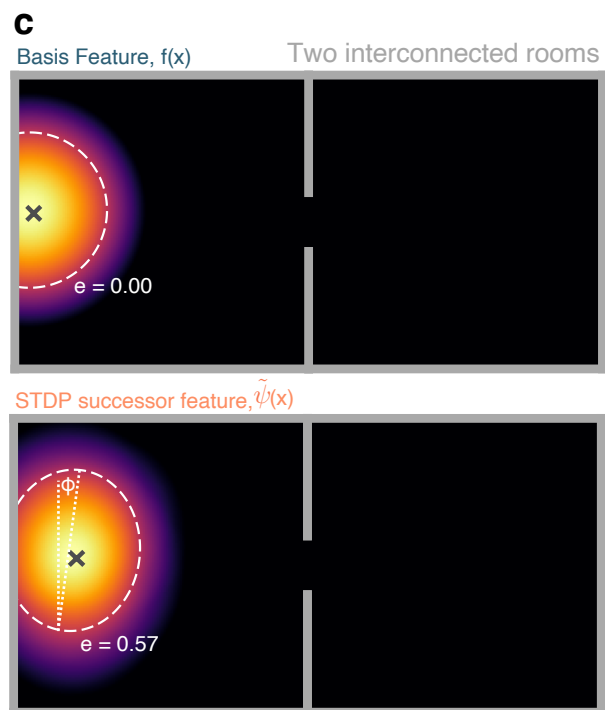 c
Basis Feature, f(x)
Two interconnected rooms
e = 0.00
STDP successor feature, ψ̃(x)
ϕ
e = 0.57